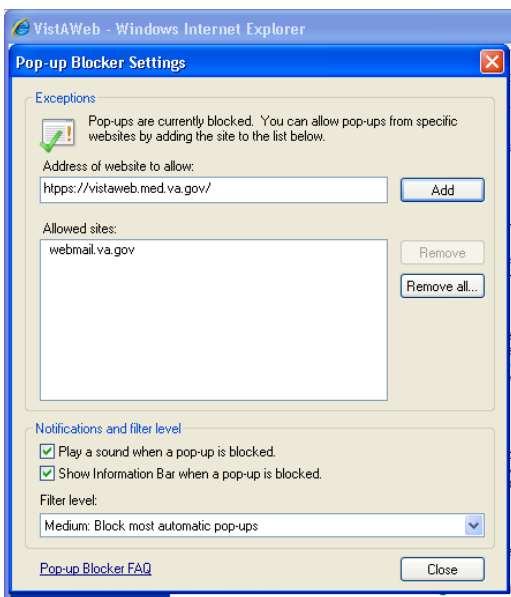 VistAWeb - Windows Internet Explorer
Pop-up Blocker Settings
Exceptions
Pop-ups are currently blocked. You can allow pop-ups from specific
websites by adding the site to the list below.
Address of website to allow:
htpps://vistaweb.med.va.gov/
Add
Allowed sites:
webmail.va.gov
Remove
Remove all...
Notifications and filter level
Play a sound when a pop-up is blocked.
Show Information Bar when a pop-up is blocked.
Filter level:
Medium: Block most automatic pop-ups
Pop-up Blocker FAQ
Close